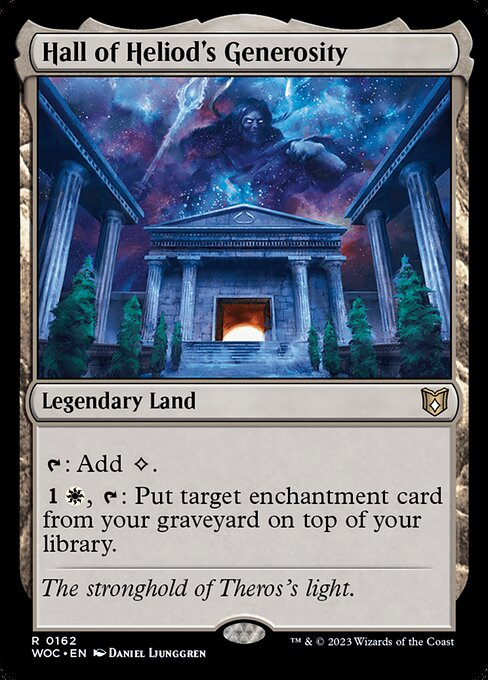 Hall of Heliod's Generosity
Legendary Land
: Add .
1 , : Put target enchantment card
from your graveyard on top of your
library.
The stronghold of Theros's light.
R 0162
WOC • EN Daniel Ljunggren
™ & © 2023 Wizards of the Coast